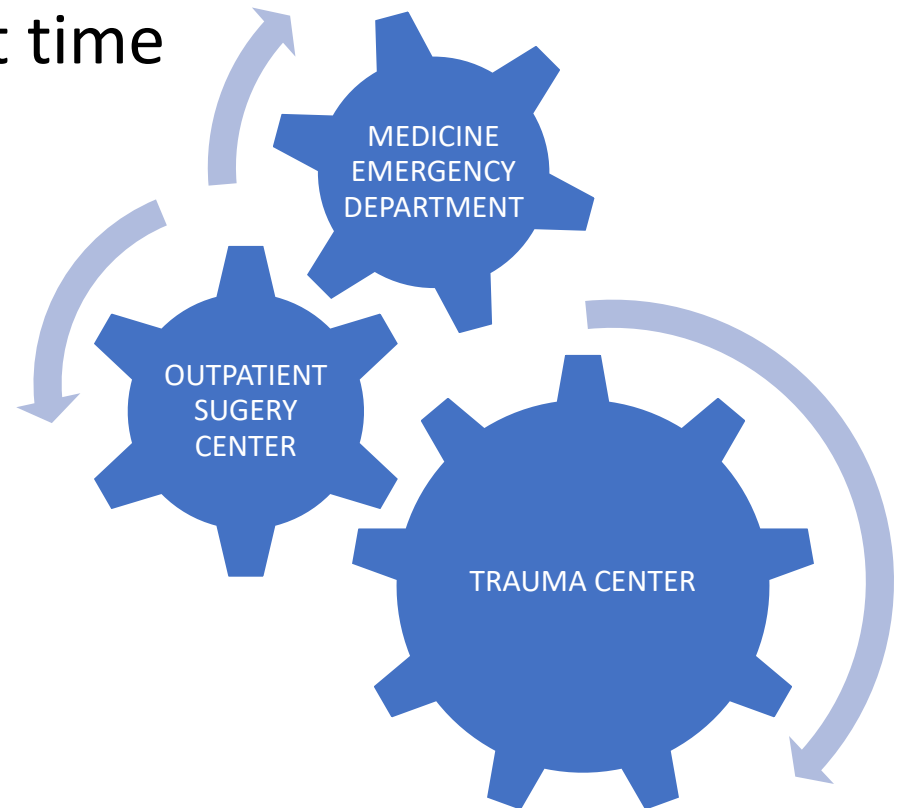 t time
MEDICINE
EMERGENCY
DEPARTMENT
OUTPATIENT
SUGERY
CENTER
TRAUMA CENTER